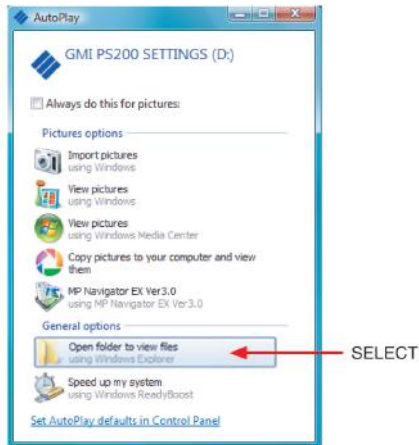 AutoPlay
GMI PS200 SETTINGS (D:)
Always do this for pictures:
Pictures options
Import pictures
using Windows
View pictures
using Windows
View pictures
using Windows Media Center
Copy pictures to your computer and view
them
MP Navigator EX Ver3.0
using MP Navigator EX Ver3.0
General options
Open folder to view files
using Windows Explorer
SELECT
Speed up my system
using Windows ReadyBoost
Set AutoPlay defaults in Control Panel